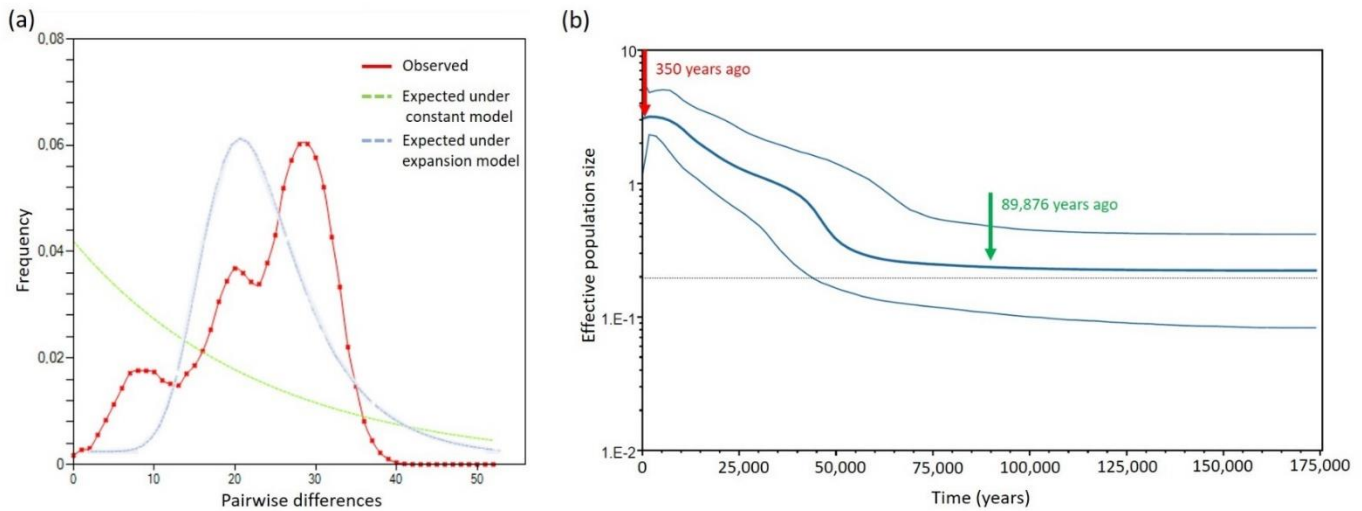 (a)
0,08
0,06
0,04
0,02
0
Frequency
Observed
Expected under
constant model
Expected under
expansion model
0
10
20
30
40
50
Pairwise differences
(b)
10
1
1.E-1
1.E-2
Effective population size
350 years ago
89,876 years ago
0
25,000
50,000
75,000
100,000
125,000
150,000
175,000
Time (years)